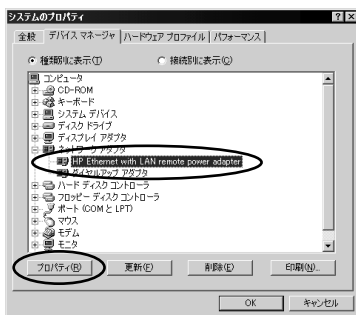 システムのプロパティ
全般 デバイス マネージャ ハードウェア プロファイル パフォーマンス
種類別に表示(T) 接続別に表示(C)
コンピュータ
CD-ROM
キーボード
システム デバイス
ディスク ドライブ
ディスプレイ アダプタ
ネットワーク アダプタ
HP Ethernet with LAN remote power adapter
ダイヤルアップ アダプタ
ハード ディスク コントローラ
フロッピー ディスク コントローラ
ポート (COM と LPT)
マウス
モデム
モニタ
プロパティ(R) 更新(F) 削除(E) 印刷(N)...
OK キャンセル